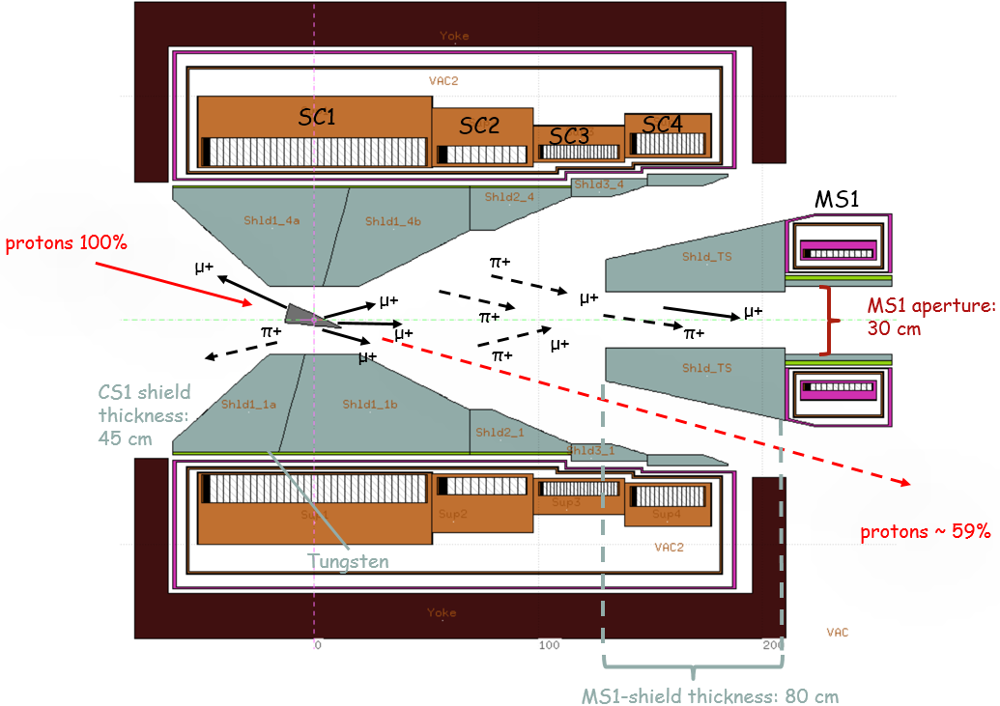 Yoke
VAC2
SC1
SC2
SC3
SC4
Shld3_4
Shld2_4
MS1
Shld1_4a
Shld1_4b
protons 100%
Shld_TS
μ+
π+
μ+
μ+
π+
μ+
MS1 aperture:
30 cm
π+
μ+
π+
μ+
μ+
π+
Shld_TS
CS1 shield
thickness:
45 cm
Shld1_1a
Shld1_1b
Shld2_1
Shld3_1
Sup1
Sup2
Sup3
Sup4
protons ~ 59%
VAC2
Tungsten
Yoke
VAC
0
100
200
MS1-shield thickness: 80 cm